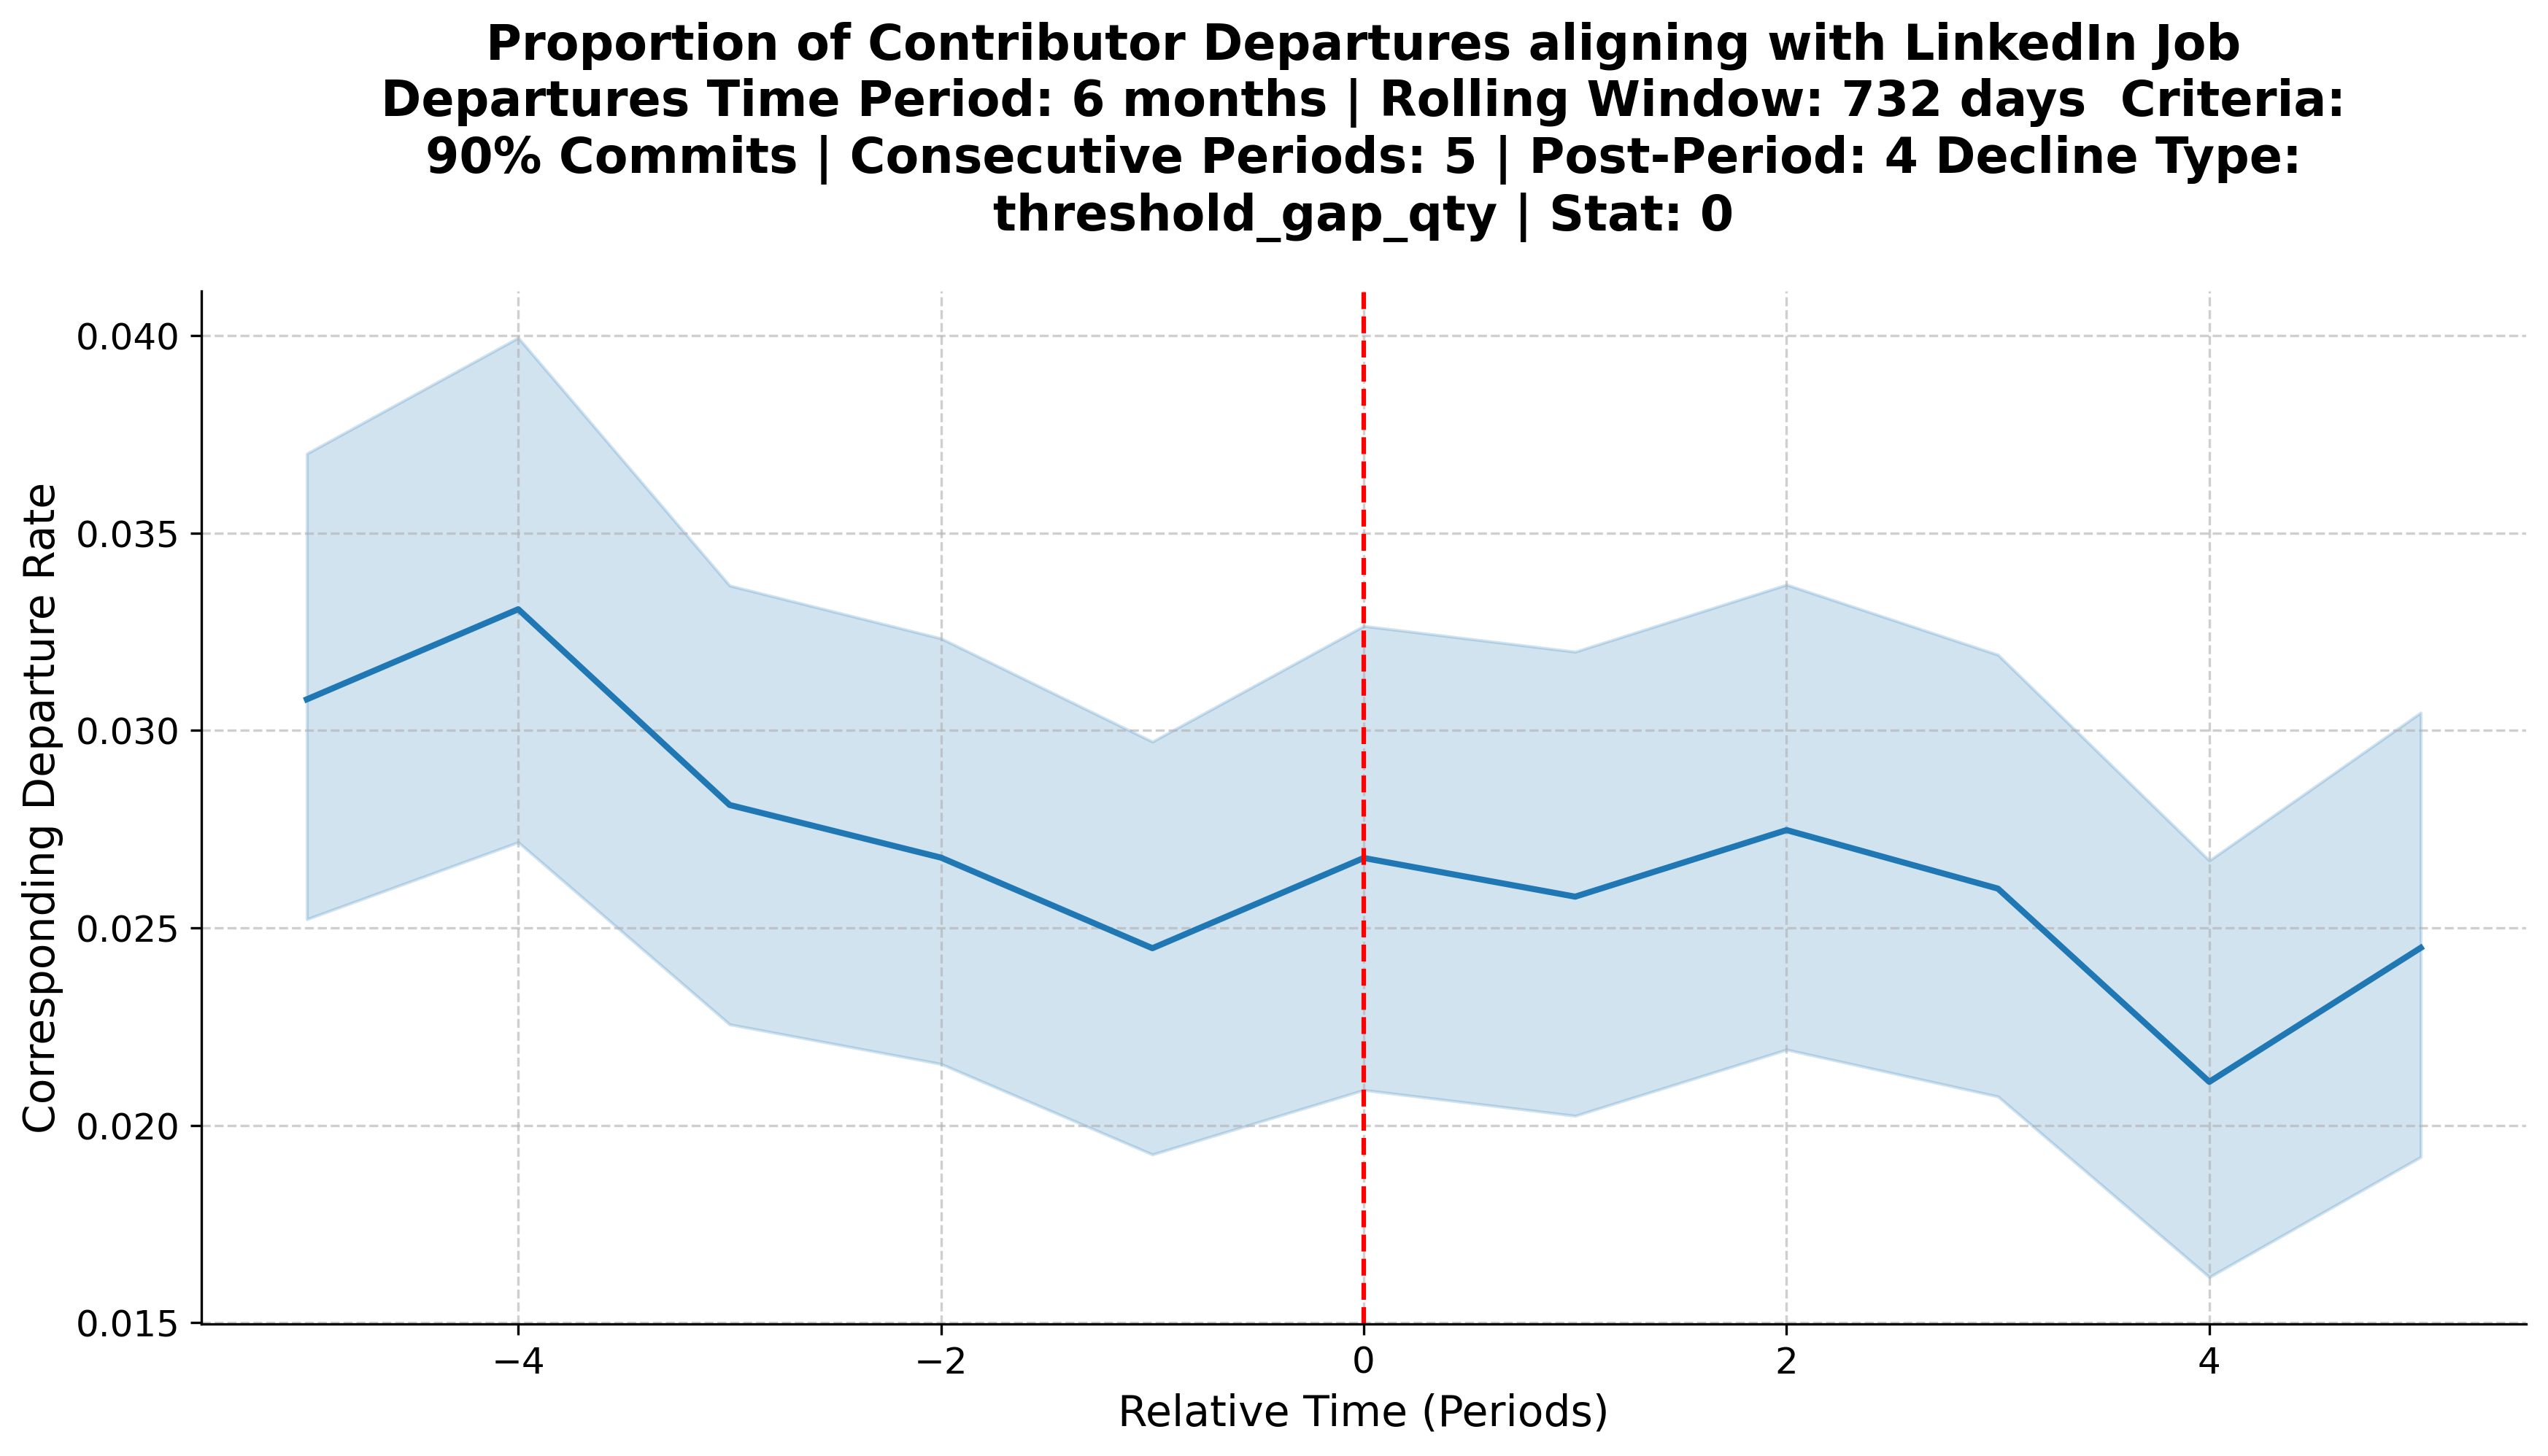 Proportion of Contributor Departures aligning with LinkedIn Job
Departures Time Period: 6 months | Rolling Window: 732 days  Criteria:
90% Commits | Consecutive Periods: 5 | Post-Period: 4 Decline Type:
threshold_gap_qty | Stat: 0
Corresponding Departure Rate
0.040
0.035
0.030
0.025
0.020
0.015
−4
−2
0
2
4
Relative Time (Periods)